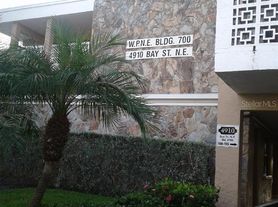 W.P.N.E. BLDG. 700
4910 BAY ST. N.E.
StellarMLS
4910